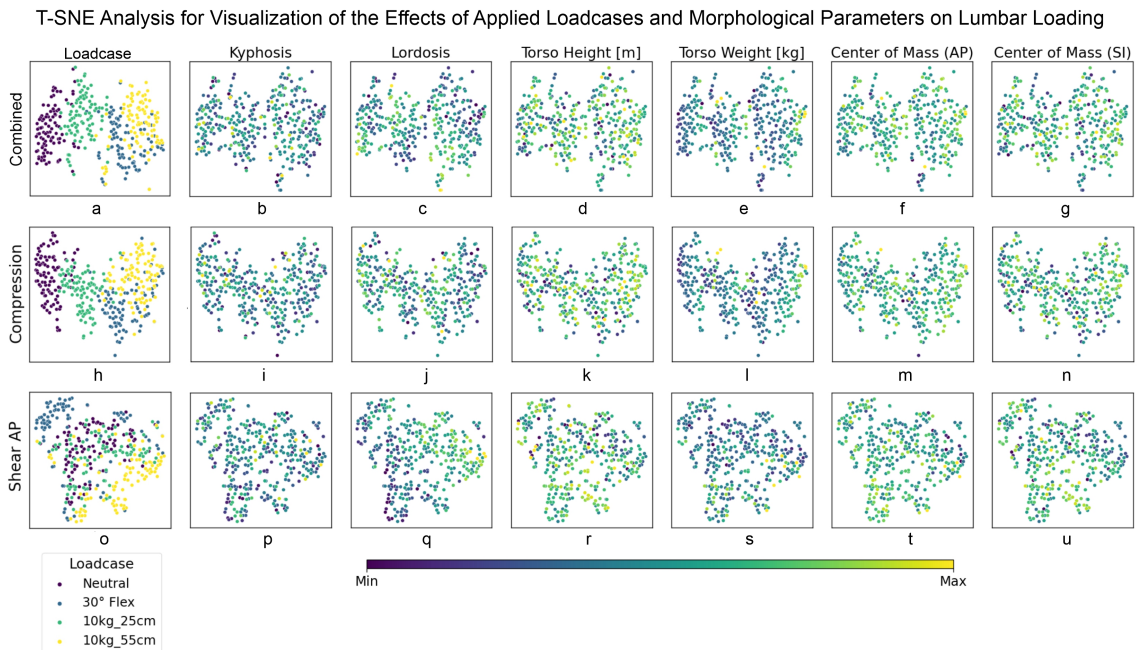 T-SNE Analysis for Visualization of the Effects of Applied Loadcases and Morphological Parameters on Lumbar Loading
Loadcase Kyphosis Lordosis Torso Height [m] Torso Weight [kg] Center of Mass (AP) Center of Mass (SI)
Combined
a b c d e f g
Compression
h i j k l m n
Shear AP
o p q r s t u
Loadcase
Neutral
30° Flex
10kg_25cm
10kg_55cm
Min Max